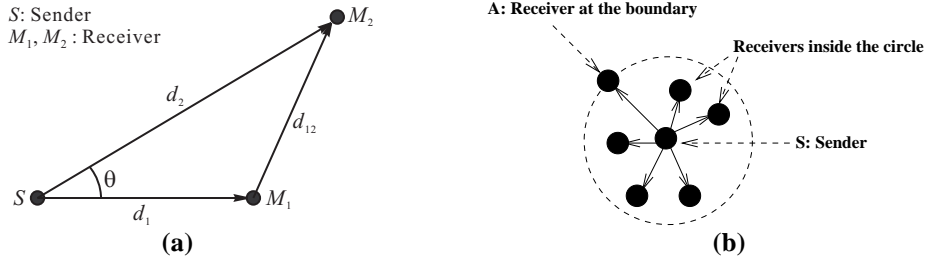 S: Sender
M₁, M₂ : Receiver
M₂
d₂
d₁₂
θ
S
M₁
d₁
(a)
A: Receiver at the boundary
Receivers inside the circle
S: Sender
(b)